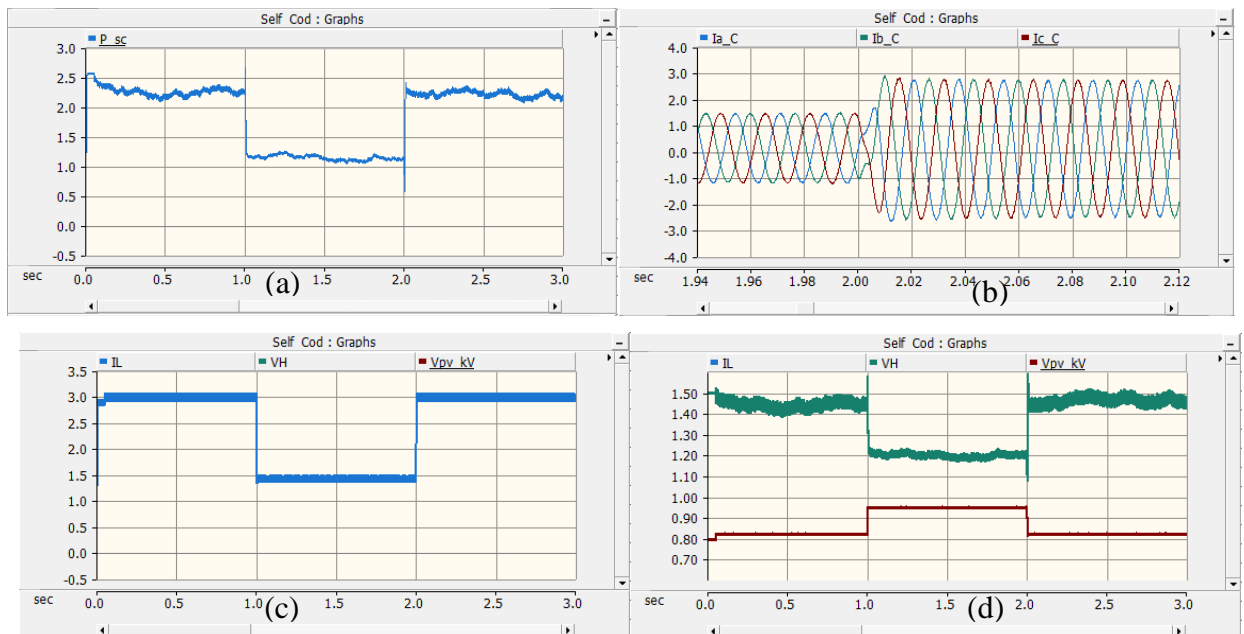 Self Cod : Graphs
P_sc
3.0
2.5
2.0
1.5
1.0
0.5
0.0
-0.5
sec 0.0 0.5 1.0 1.5 2.0 2.5 3.0
(a)
Self Cod : Graphs
Ia_C Ib_C Ic_C
4.0
3.0
2.0
1.0
0.0
-1.0
-2.0
-3.0
-4.0
sec 1.94 1.96 1.98 2.00 2.02 2.04 2.06 2.08 2.10 2.12
(b)
Self Cod : Graphs
IL VH Vpv_kV
3.5
3.0
2.5
2.0
1.5
1.0
0.5
0.0
-0.5
sec 0.0 0.5 1.0 1.5 2.0 2.5 3.0
(c)
Self Cod : Graphs
IL VH Vpv_kV
1.50
1.40
1.30
1.20
1.00
0.90
0.80
0.70
sec 0.0 0.5 1.0 1.5 2.0 2.5 3.0
(d)